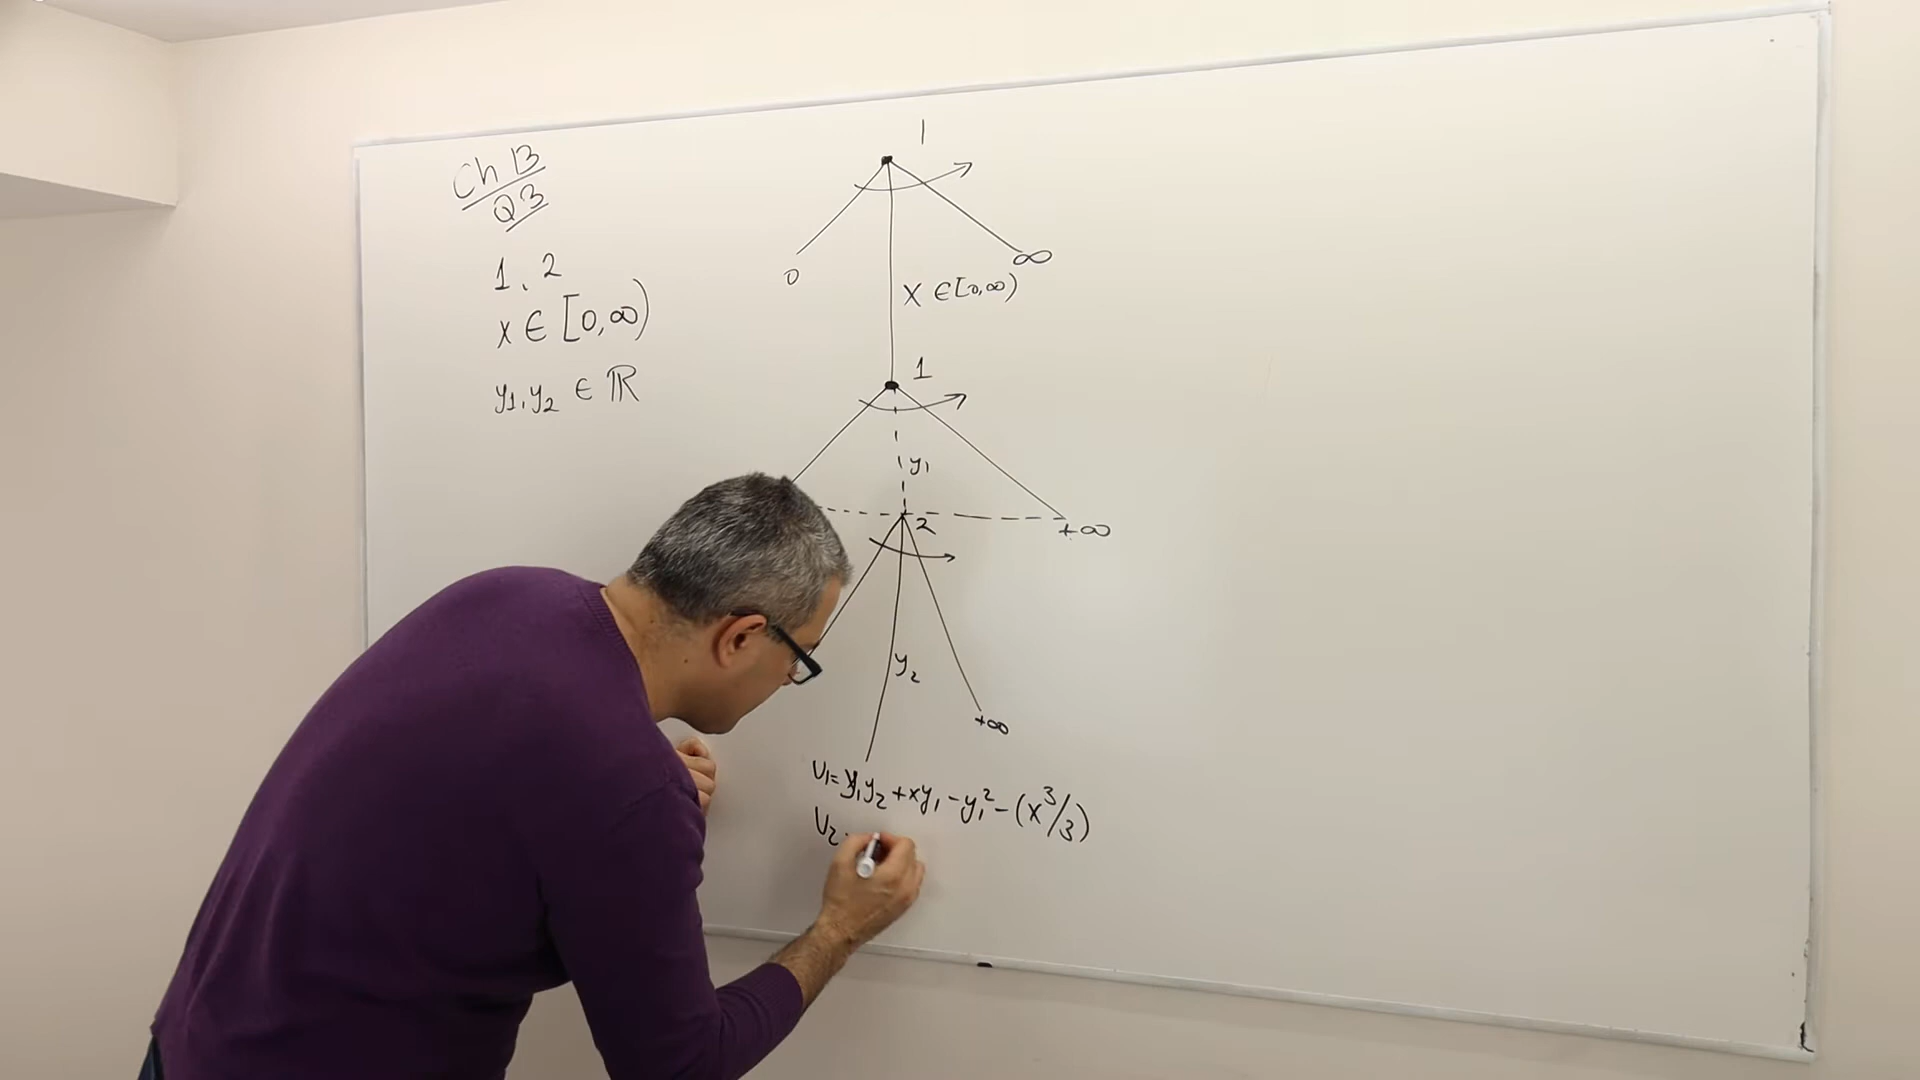 Ch 13
Q3
1, 2
x ∈ [0,∞)
y₁, y₂ ∈ ℝ
1
0
∞
x ∈ [0,∞)
1
y₁
+∞
2
y₂
+∞
U₁ = y₁y₂ + xy₁ - y₁² - (x³/3)
U₂